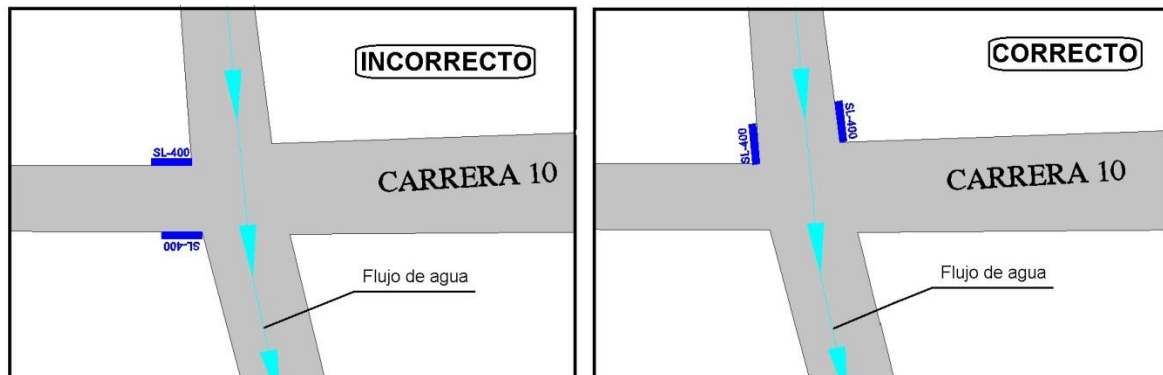 INCORRECTO
SL-400
CARRERA 10
SL-400
Flujo de agua
CORRECTO
SL-400
SL-400
CARRERA 10
Flujo de agua